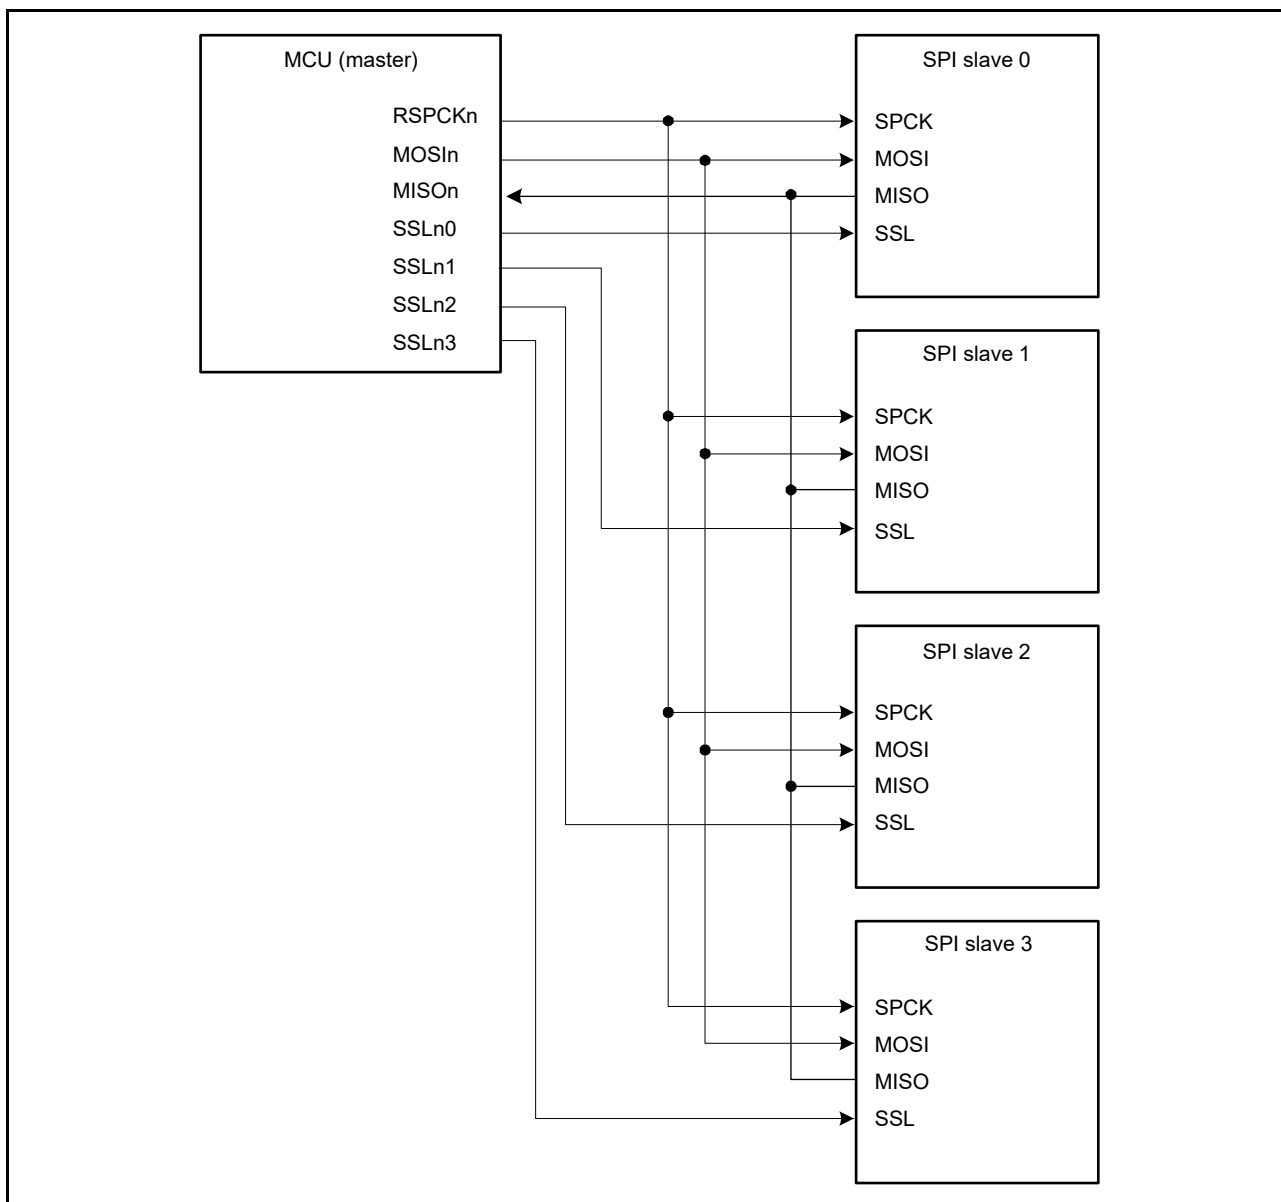 MCU (master)
RSPCKn
MOSIn
MISOn
SSLn0
SSLn1
SSLn2
SSLn3
SPI slave 0
SPCK
MOSI
MISO
SSL
SPI slave 1
SPCK
MOSI
MISO
SSL
SPI slave 2
SPCK
MOSI
MISO
SSL
SPI slave 3
SPCK
MOSI
MISO
SSL